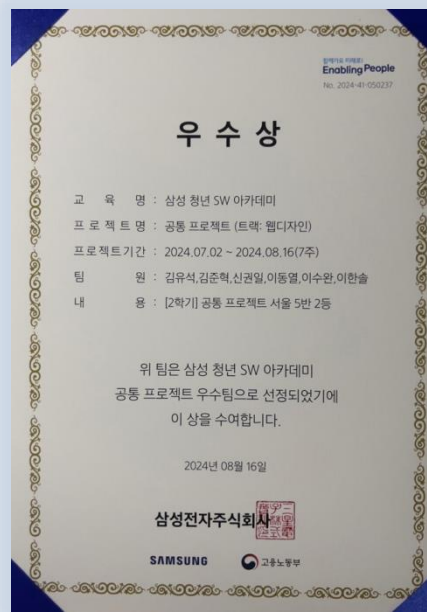 함께가요 미래로!
Enabling People
No. 2024-41-050237
우수상
교 육 명 : 삼성 청년 SW 아카데미
프 로 젝 트 명 : 공통 프로젝트 (트랙: 웹디자인)
프로젝트기간 : 2024.07.02 ~ 2024.08.16(7주)
팀 원 : 김유석,김준혁,신권일,이동열,이수완,이한솔
내 용 : [2학기] 공통 프로젝트 서울 5반 2등
위 팀은 삼성 청년 SW 아카데미
공통 프로젝트 우수팀으로 선정되었기에
이 상을 수여합니다.
2024년 08월 16일
삼성전자주식회사
SAMSUNG 고용노동부